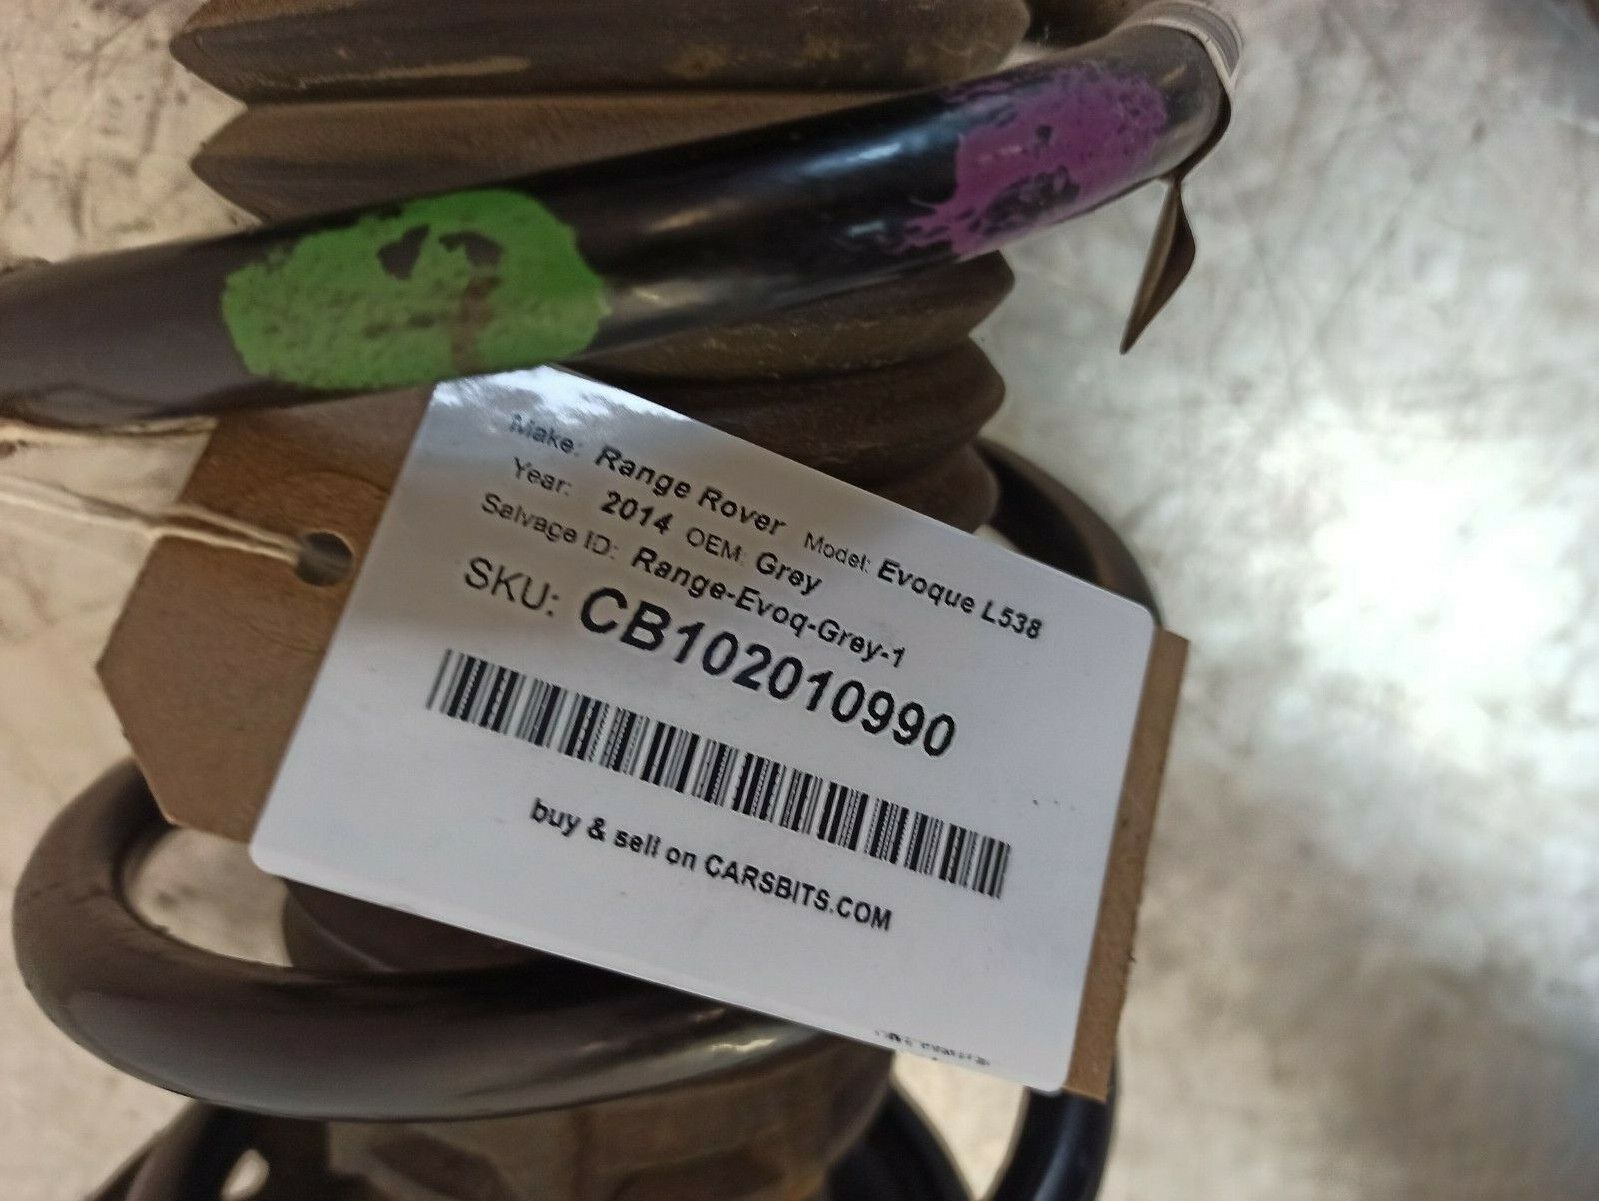 Make: Range Rover Model: Evoque L538
Year: 2014 OEM: Grey
Salvage ID: Range-Evoq-Grey-1
SKU: CB102010990
buy & sell on CARSBITS.COM